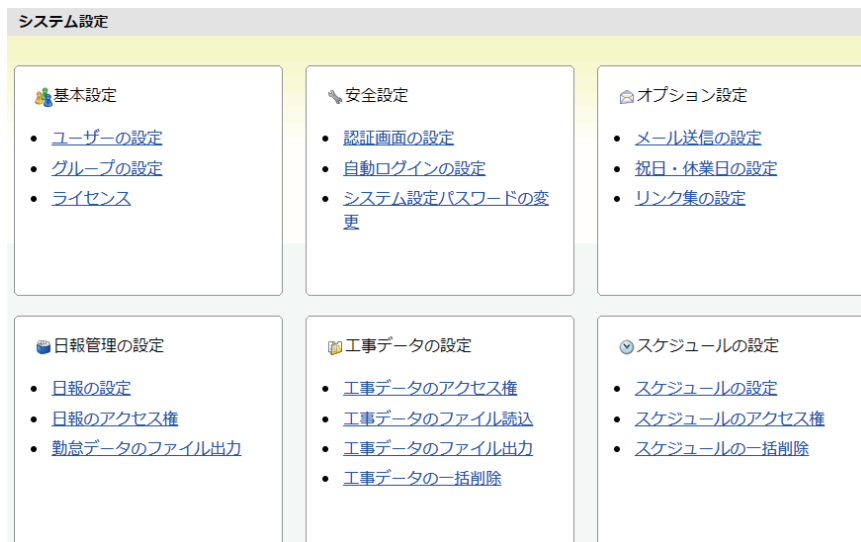 システム設定
基本設定
ユーザーの設定
グループの設定
ライセンス
安全設定
認証画面の設定
自動ログインの設定
システム設定パスワードの変
更
オプション設定
メール送信の設定
祝日・休業日の設定
リンク集の設定
日報管理の設定
日報の設定
日報のアクセス権
勤怠データのファイル出力
工事データの設定
工事データのアクセス権
工事データのファイル読込
工事データのファイル出力
工事データの一括削除
スケジュールの設定
スケジュールの設定
スケジュールのアクセス権
スケジュールの一括削除